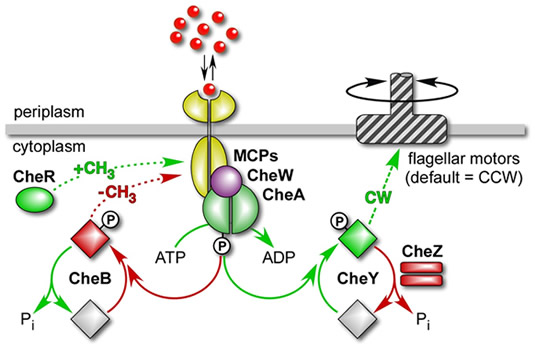 periplasm
cytoplasm
MCPs
CheW
CheA
flagellar motors
(default = CCW)
CheR
+CH₃
-CH₃
CW
P
P
P
ATP
ADP
CheB
CheY
CheZ
Pᵢ
Pᵢ